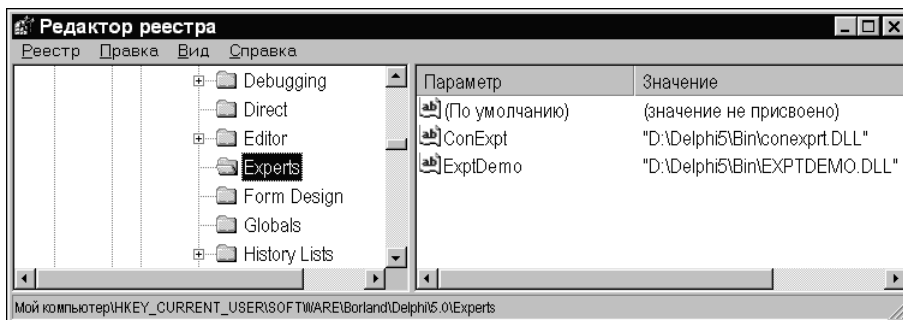 Редактор реестра
Реестр Правка Вид Справка
Debugging
Direct
Editor
Experts
Form Design
Globals
History Lists
Параметр Значение
(По умолчанию) (значение не присвоено)
ConExpt "D:\Delphi5\Bin\conexprt.DLL"
ExptDemo "D:\Delphi5\Bin\EXPTDEMO.DLL"
Мой компьютер\HKEY_CURRENT_USER\SOFTWARE\Borland\Delphi\5.0\Experts